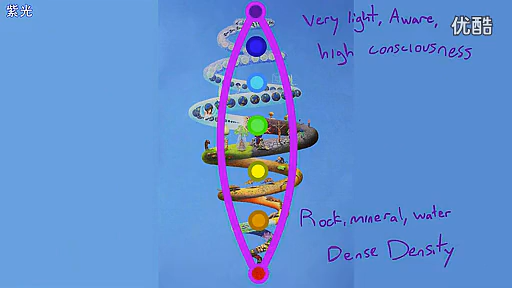 紫光
优酷
Very light, Aware,
high consciousness
Rock, mineral, water
Dense Density